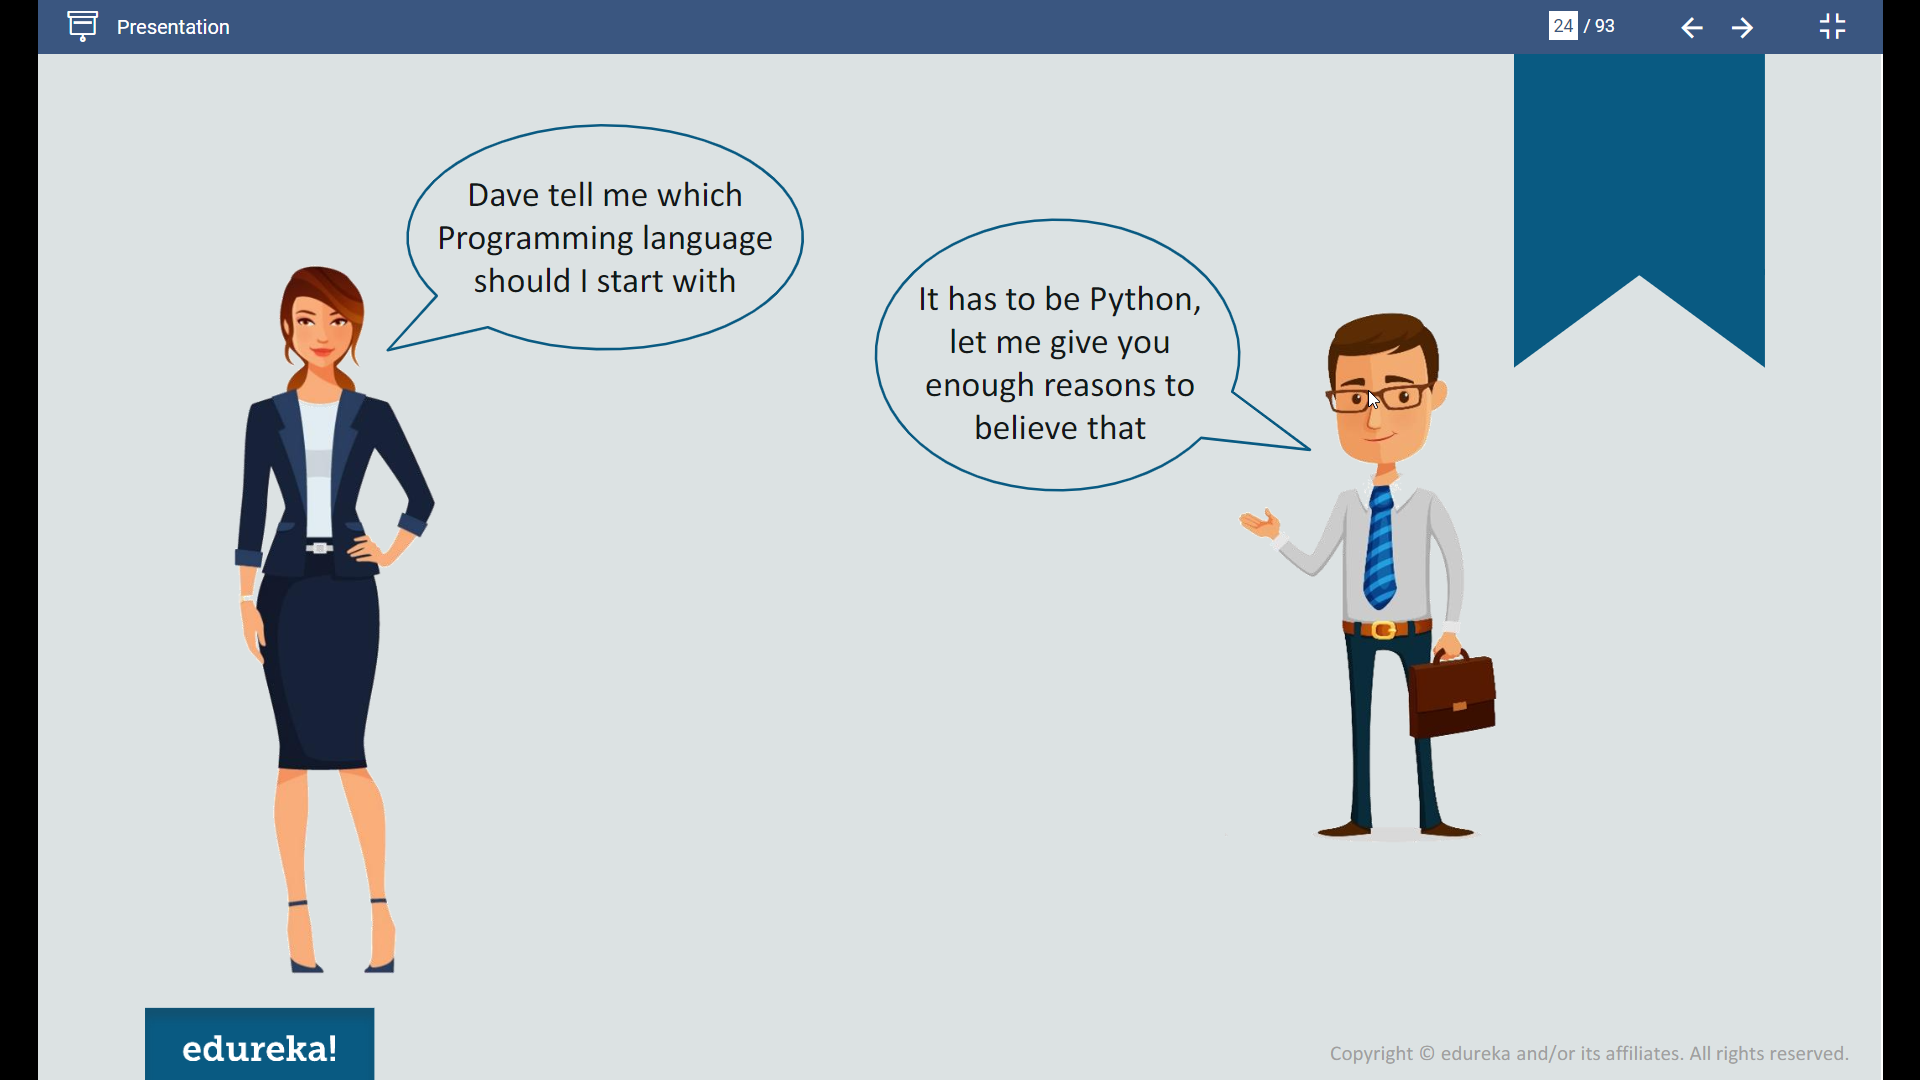 Presentation
24 / 93
Dave tell me which
Programming language
should I start with
It has to be Python,
let me give you
enough reasons to
believe that
edureka!
Copyright © edureka and/or its affiliates. All rights reserved.